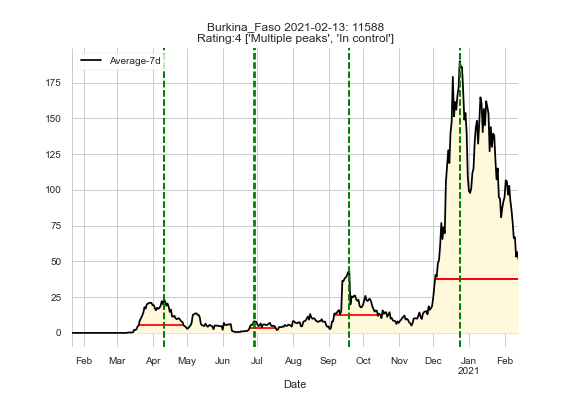 Burkina_Faso 2021-02-13: 11588
Rating:4 ['Multiple peaks', 'In control']
Average-7d
175
150
125
100
75
50
25
0
Feb Mar Apr May Jun Jul Aug Sep Oct Nov Dec Jan Feb
2021
Date